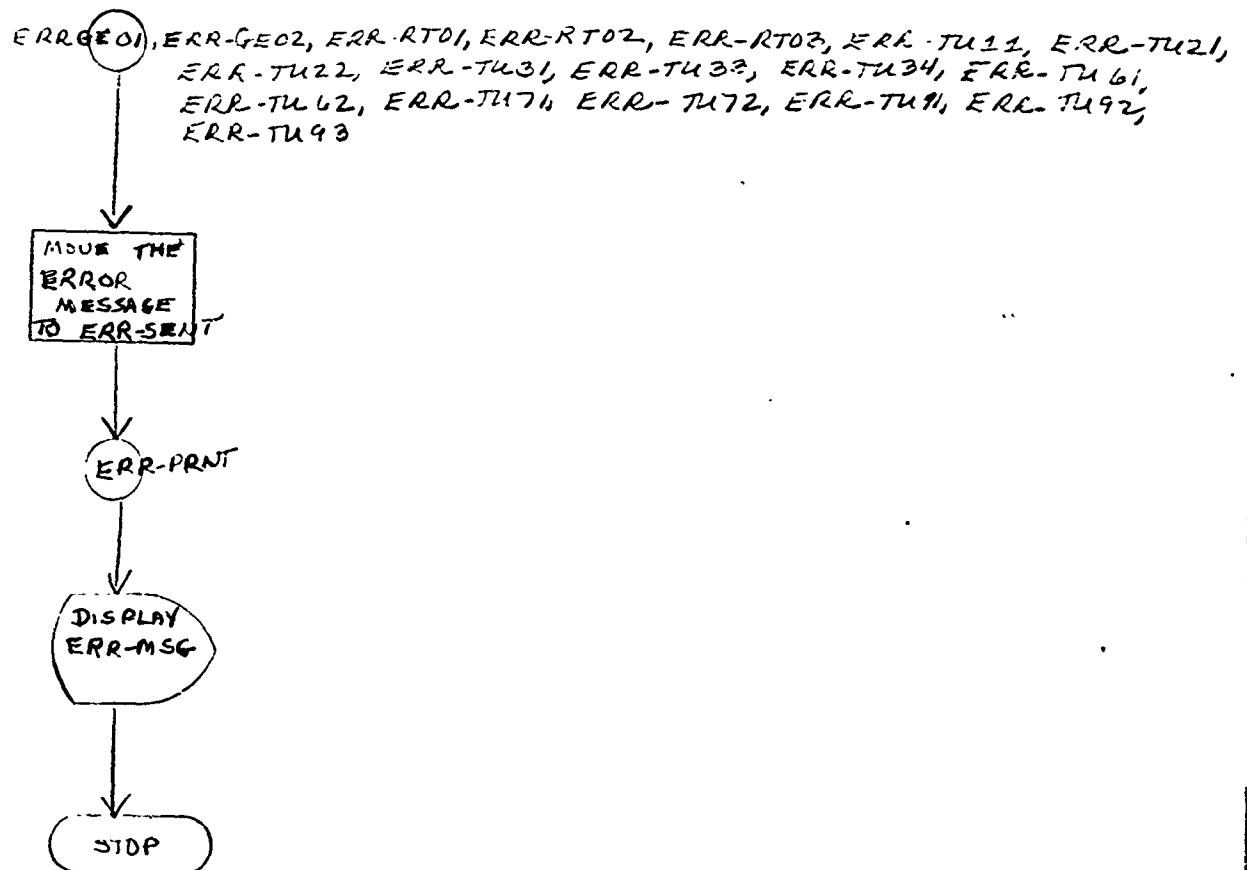 ERRGE01, ERR-GE02, ERR-RT01, ERR-RT02, ERR-RT03, ERR-TU11, ERR-TU21,
ERR-TU22, ERR-TU31, ERR-TU33, ERR-TU34, ERR-TU61,
ERR-TU62, ERR-TU71, ERR-TU72, ERR-TU91, ERR-TU92,
ERR-TU93
MOVE THE
ERROR
MESSAGE
TO ERR-SENT
ERR-PRNT
DISPLAY
ERR-MSG
STOP